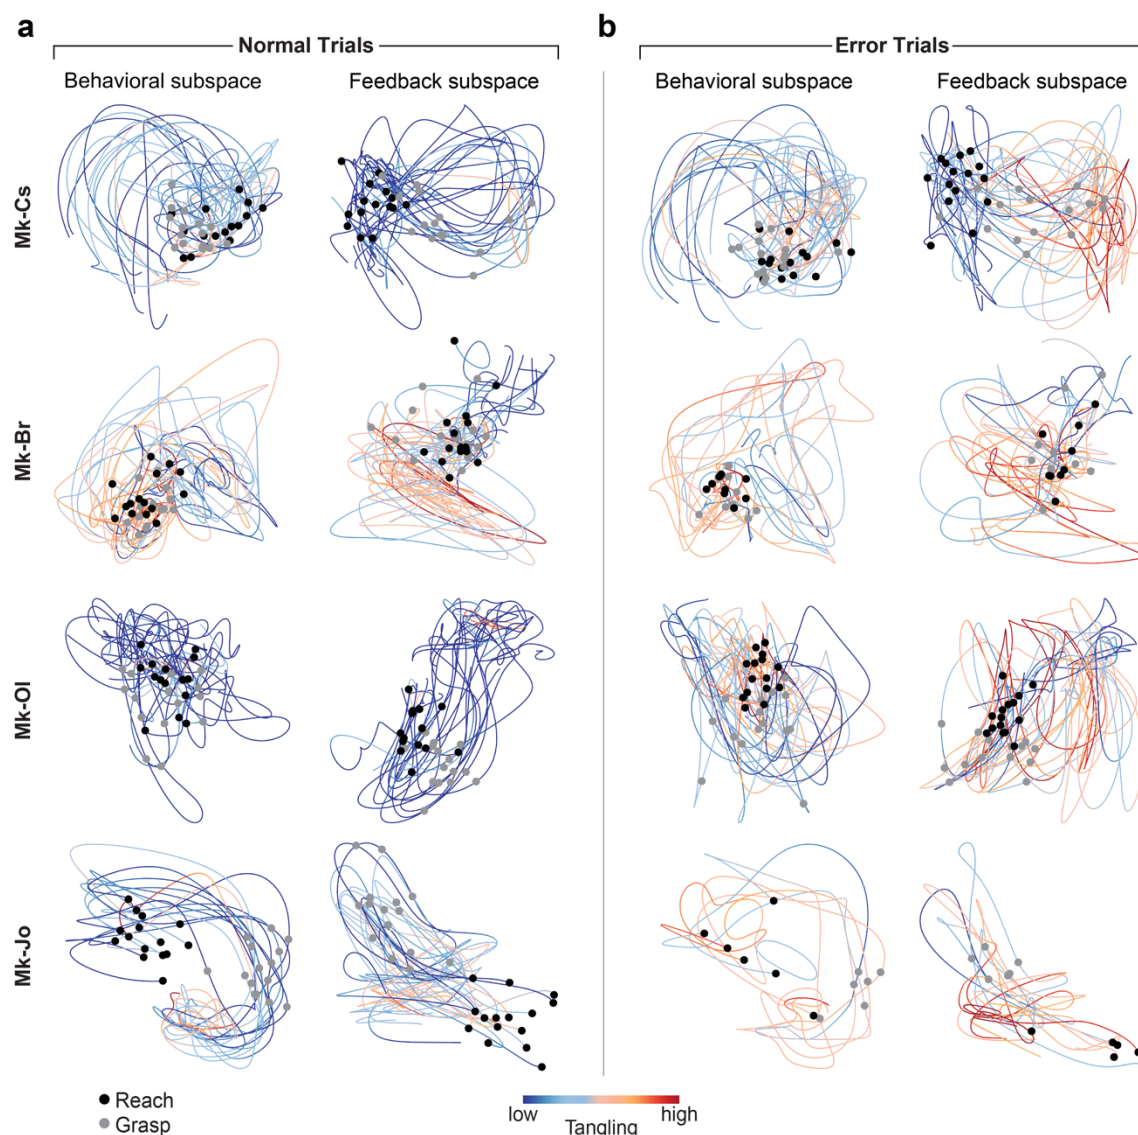 a
Normal Trials
Behavioral subspace
Feedback subspace
b
Error Trials
Behavioral subspace
Feedback subspace
Mk-Cs
Mk-Br
Mk-Ol
Mk-Jo
Reach
Grasp
low
high
Tangling